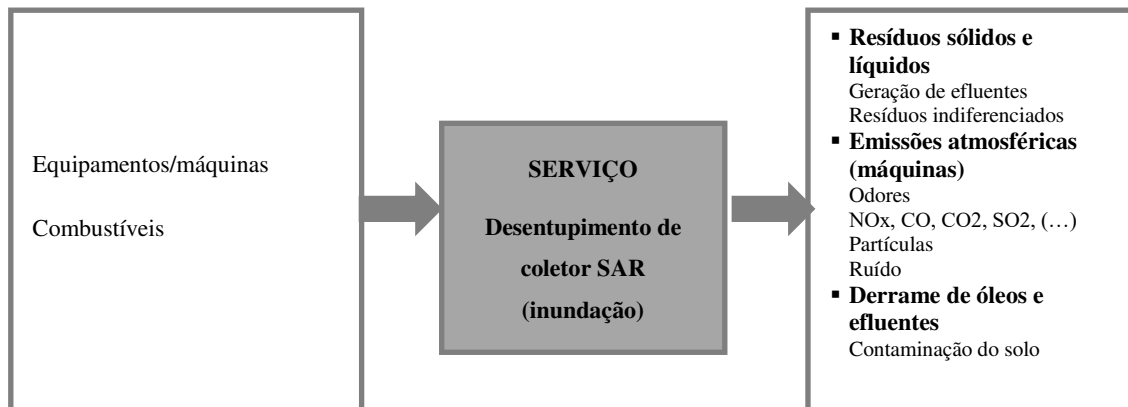 Equipamentos/máquinas
Combustíveis
SERVIÇO
Desentupimento de
coletor SAR
(inundação)
▪ Resíduos sólidos e
líquidos
Geração de efluentes
Resíduos indiferenciados
▪ Emissões atmosféricas
(máquinas)
Odores
NOx, CO, CO2, SO2, (…)
Partículas
Ruído
▪ Derrame de óleos e
efluentes
Contaminação do solo